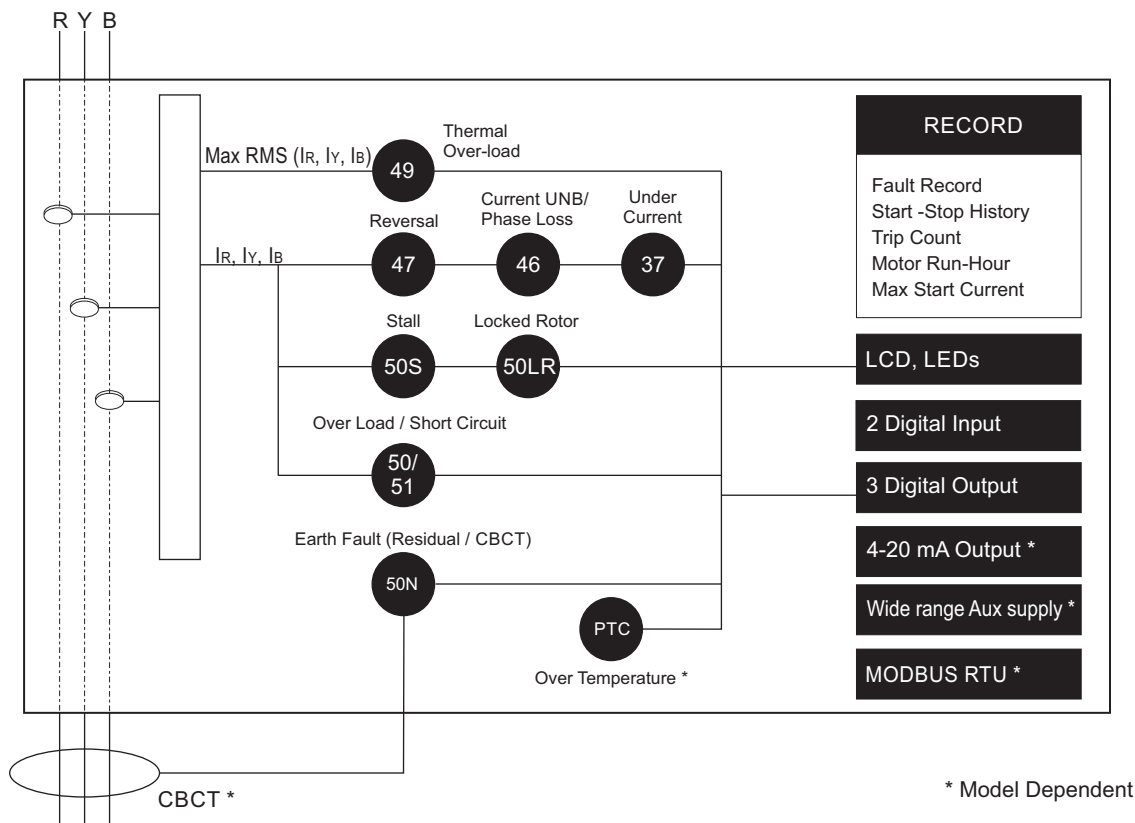 R Y B
Thermal
Over-load
Max RMS (IR, IY, IB)
49
Reversal
Current UNB/
Phase Loss
Under
Current
IR, IY, IB
47
46
37
Stall
Locked Rotor
50S
50LR
Over Load / Short Circuit
50/
51
Earth Fault (Residual / CBCT)
50N
PTC
Over Temperature *
RECORD
Fault Record
Start -Stop History
Trip Count
Motor Run-Hour
Max Start Current
LCD, LEDs
2 Digital Input
3 Digital Output
4-20 mA Output *
Wide range Aux supply *
MODBUS RTU *
CBCT *
* Model Dependent